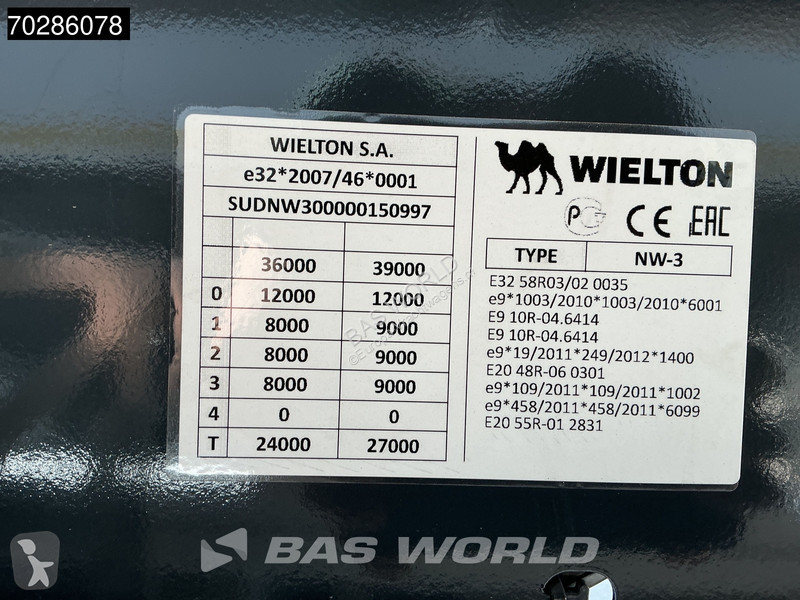 70286078
WIELTON S.A.
e32*2007/46*0001
SUDNW300000150997
36000 39000
0 12000 12000
1 8000 9000
2 8000 9000
3 8000 9000
4 0 0
T 24000 27000
WIELTON
CE EAC
TYPE NW-3
E32 58R03/02 0035
e9*1003/2010*1003/2010*6001
E9 10R-04.6414
E9 10R-04.6414
e9*19/2011*249/2012*1400
E20 48R-06 0301
e9*109/2011*109/2011*1002
e9*458/2011*458/2011*6099
E20 55R-01 2831
BAS WORLD
BAS WORLD